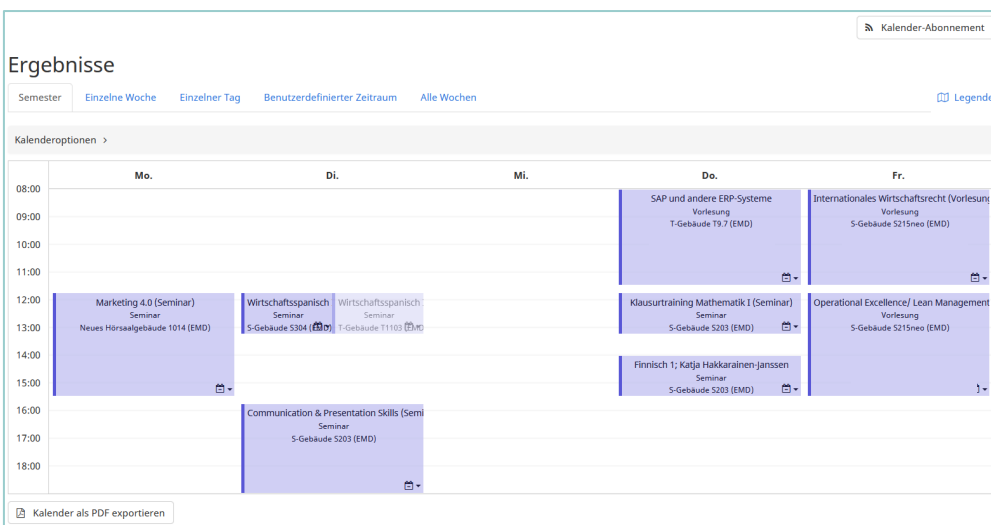 Kalender-Abonnement
Ergebnisse
Semester Einzelne Woche Einzelner Tag Benutzerdefinierter Zeitraum Alle Wochen Legende
Kalenderoptionen >
Mo. Di. Mi. Do. Fr.
08:00
09:00
10:00
11:00
12:00
13:00
14:00
15:00
16:00
17:00
18:00
Marketing 4.0 (Seminar)
Seminar
Neues Hörsaalgebäude 1014 (EMD)
Wirtschaftsspanisch
Seminar
S-Gebäude S304 (EMD)
Wirtschaftsspanisch
Seminar
T-Gebäude T1103 (EMD
Communication & Presentation Skills (Semi
Seminar
S-Gebäude S203 (EMD)
SAP und andere ERP-Systeme
Vorlesung
T-Gebäude T9.7 (EMD)
Klausurtraining Mathematik I (Seminar)
Seminar
S-Gebäude S203 (EMD)
Finnisch 1; Katja Hakkarainen-Janssen
Seminar
S-Gebäude S203 (EMD)
Internationales Wirtschaftsrecht (Vorlesung
Vorlesung
S-Gebäude S215neo (EMD)
Operational Excellence/ Lean Management
Vorlesung
S-Gebäude S215neo (EMD)
Kalender als PDF exportieren